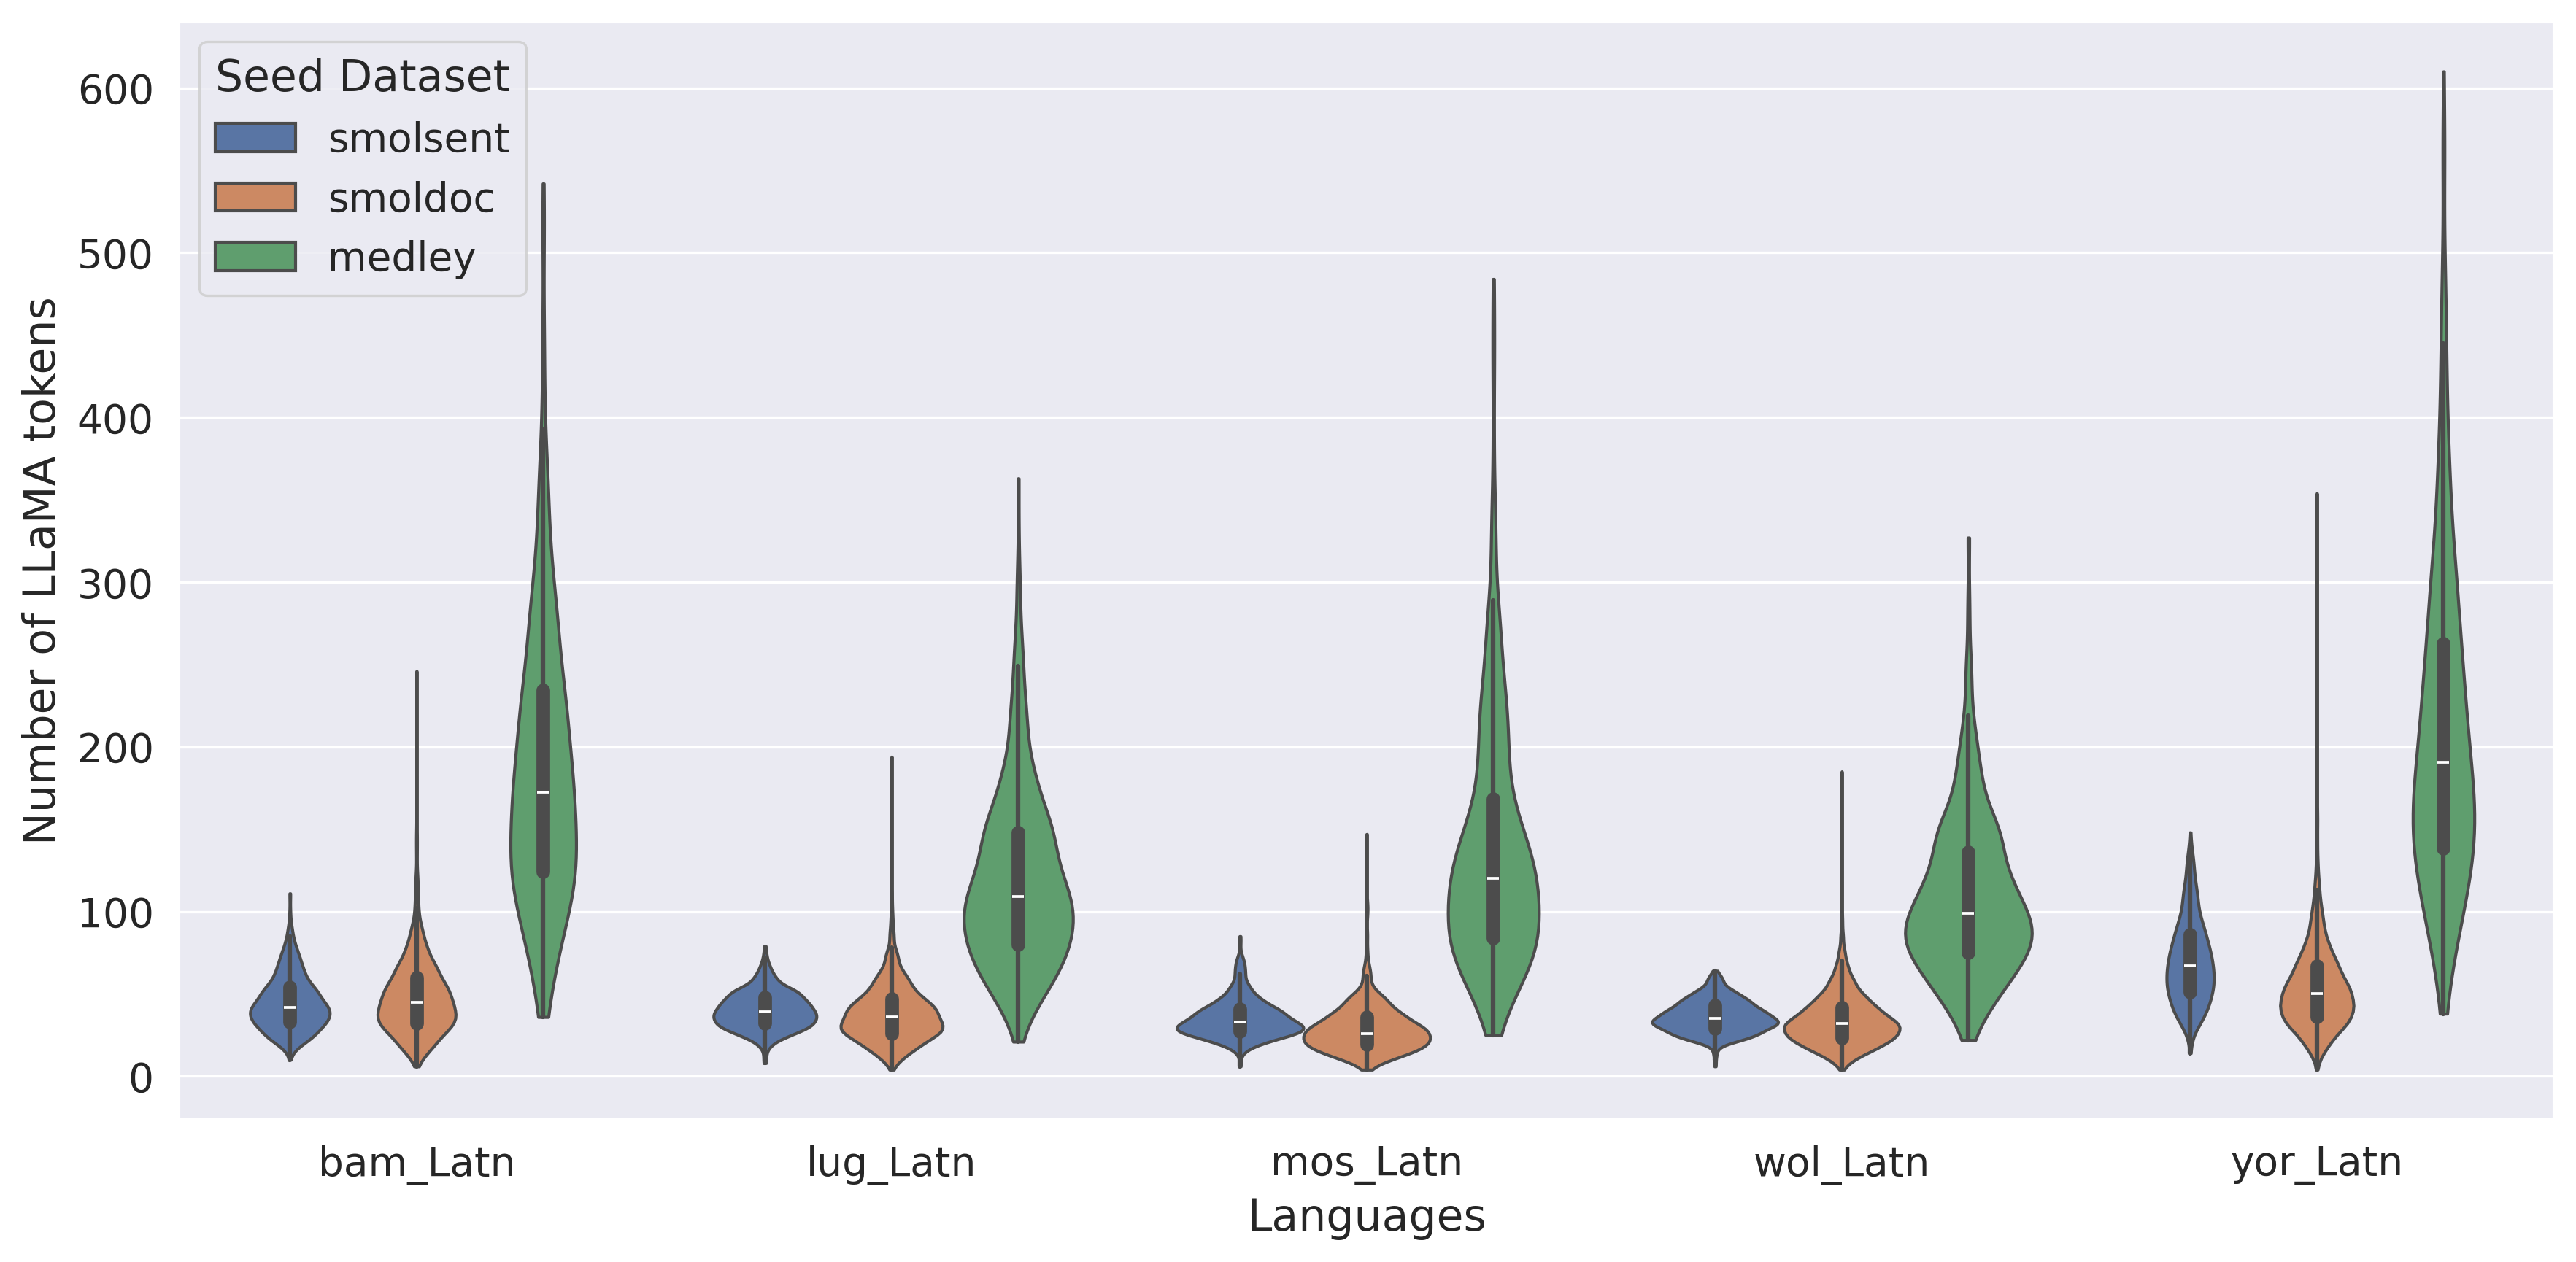 Seed Dataset
smolsent
smoldoc
medley
Number of LLaMA tokens
600
500
400
300
200
100
0
bam_Latn
lug_Latn
mos_Latn
wol_Latn
yor_Latn
Languages